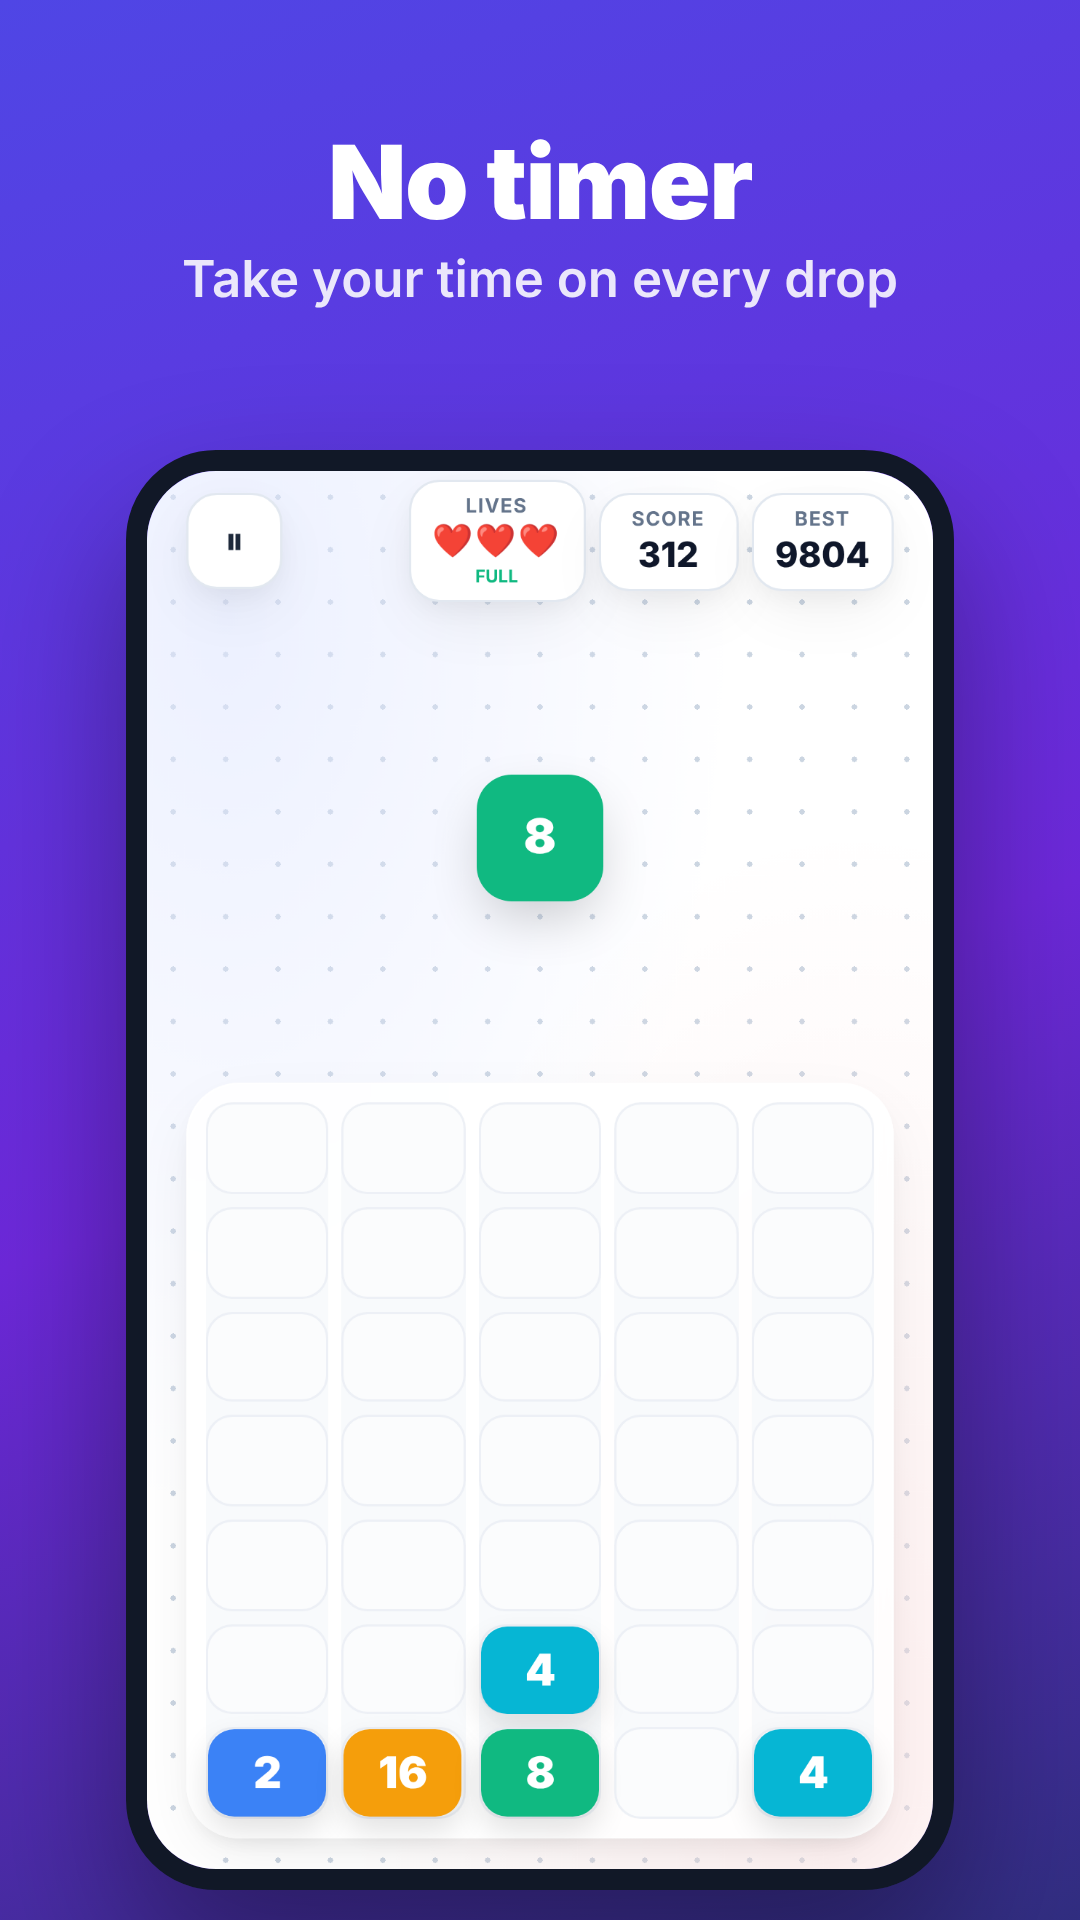 No timer
Take your time on every drop
LIVES
❤️❤️❤️
FULL
SCORE
312
BEST
9804
8
4
2 16 8 4